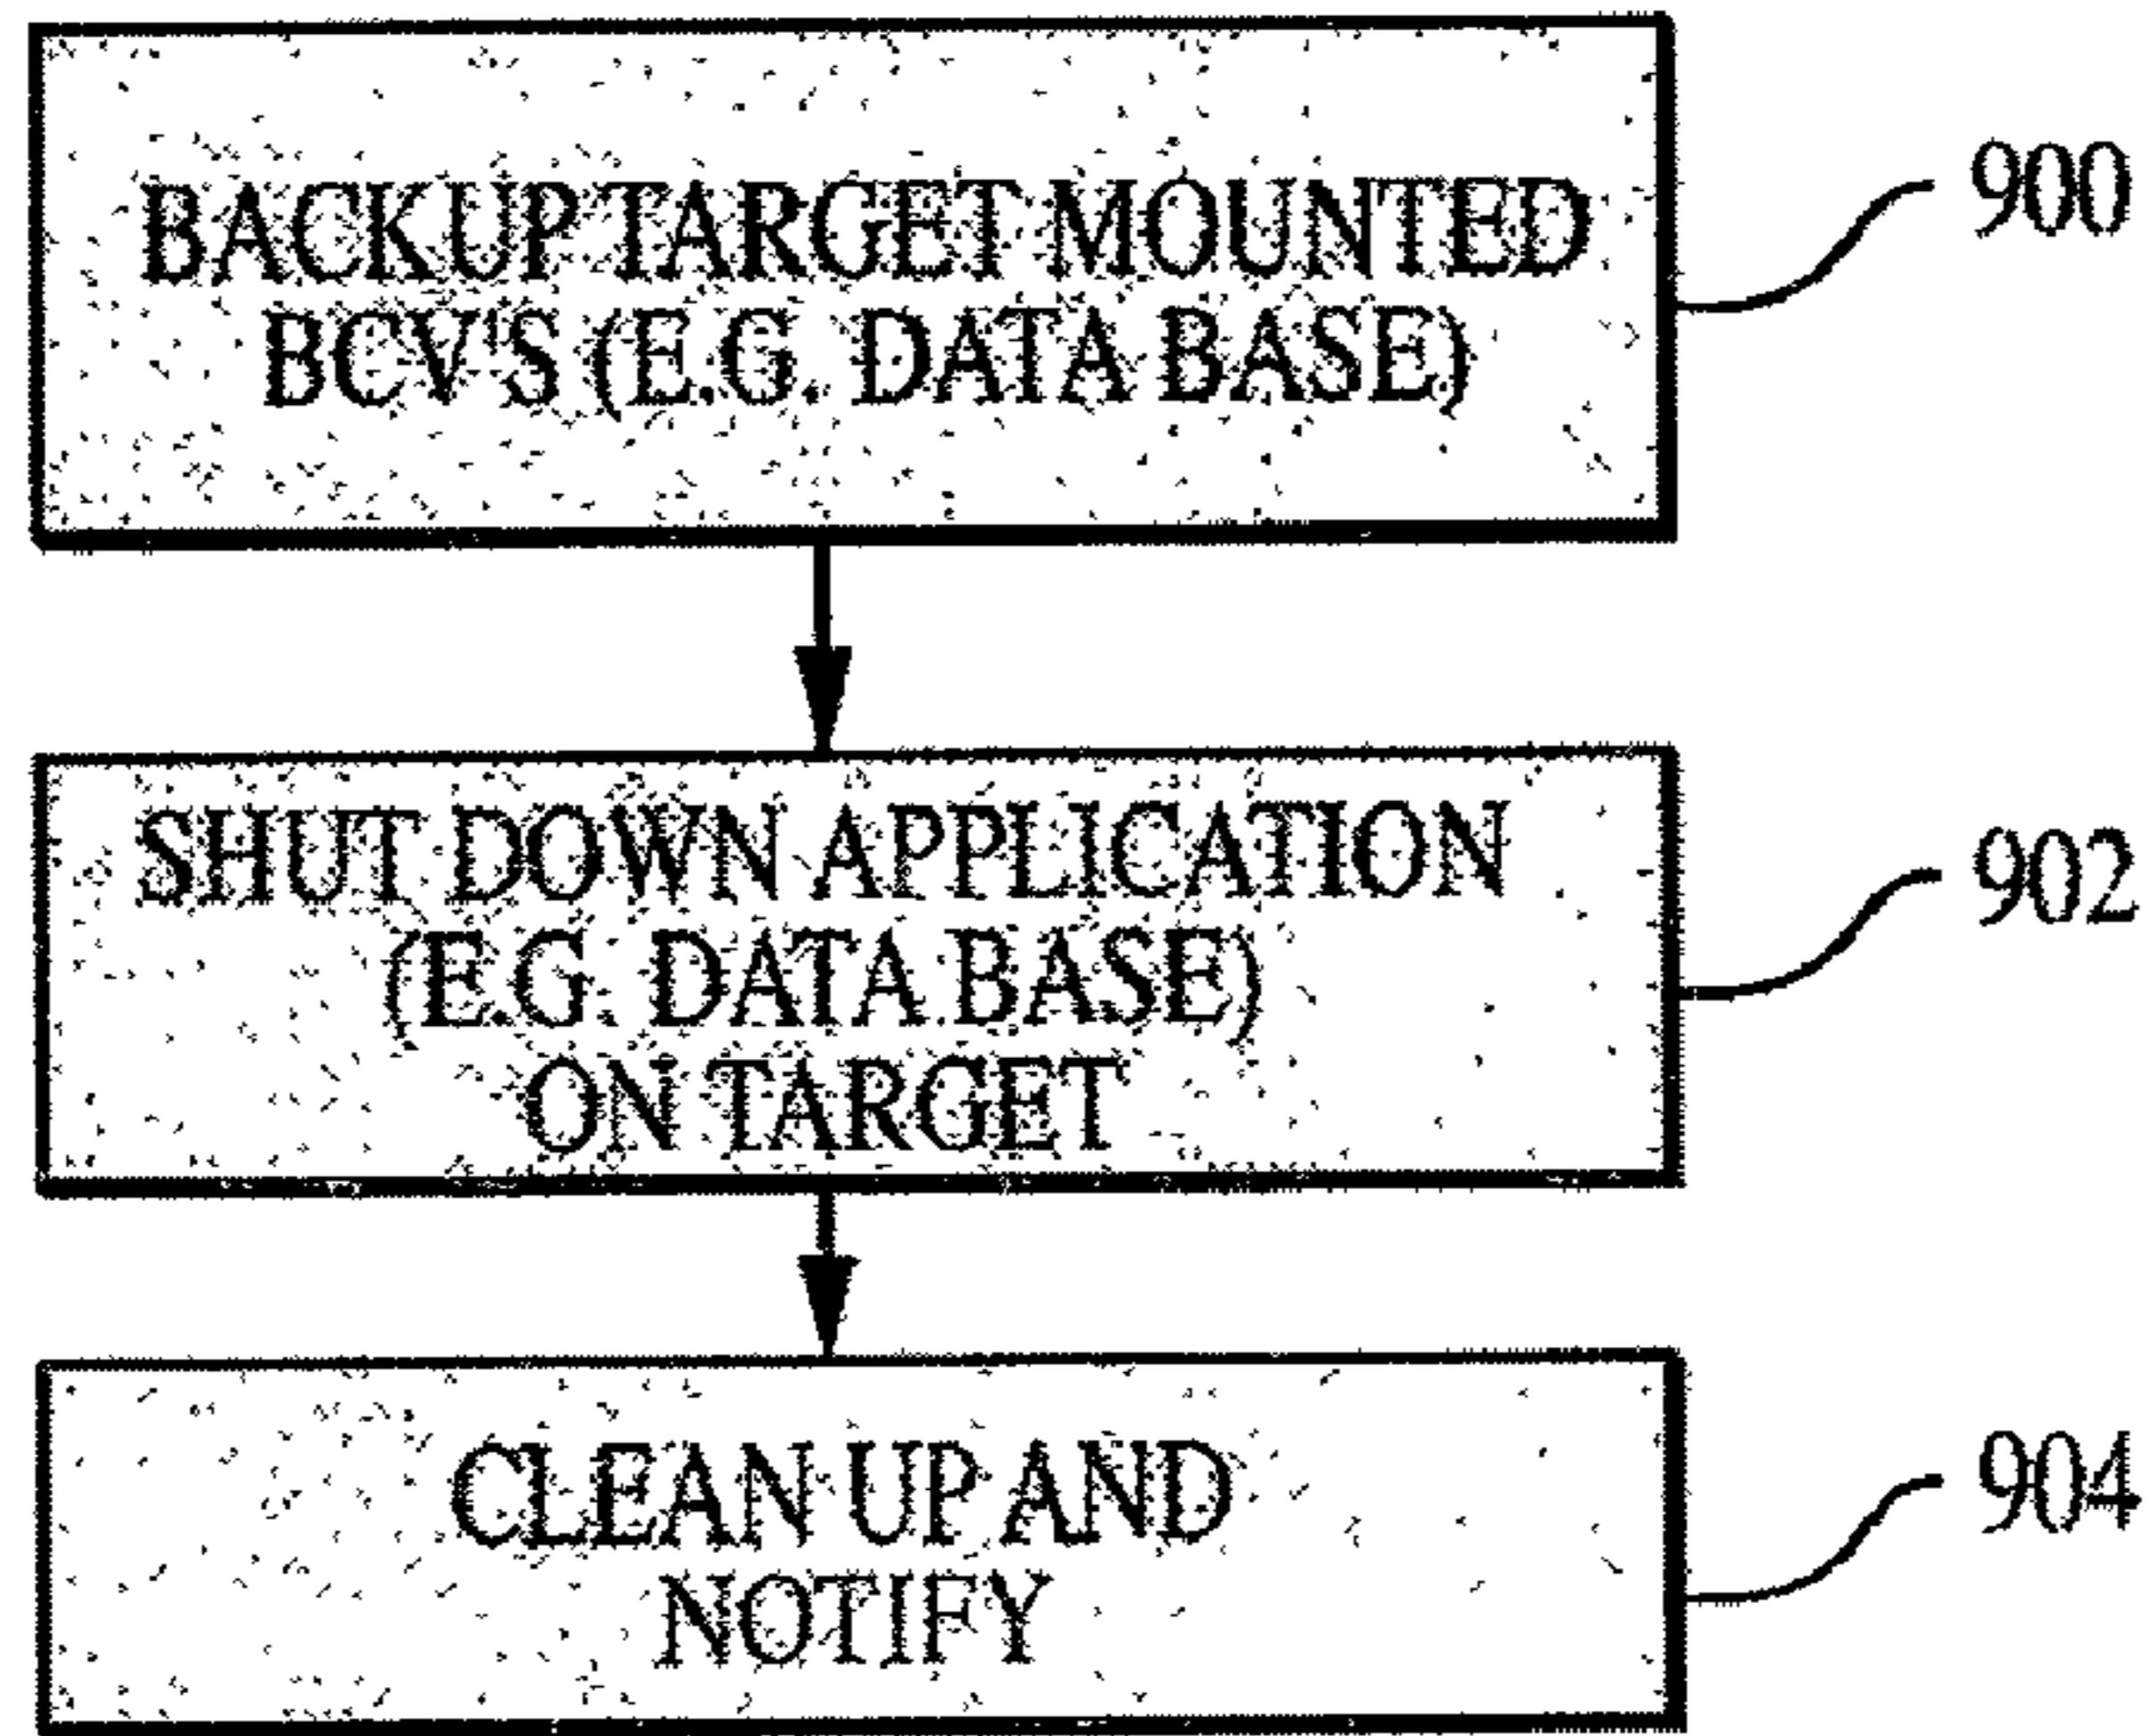 BACKUP TARGET MOUNTED
BCV'S (E.G. DATA BASE)
900
SHUT DOWN APPLICATION
(E.G. DATA BASE)
ON TARGET
902
CLEAN UP AND
NOTIFY
904